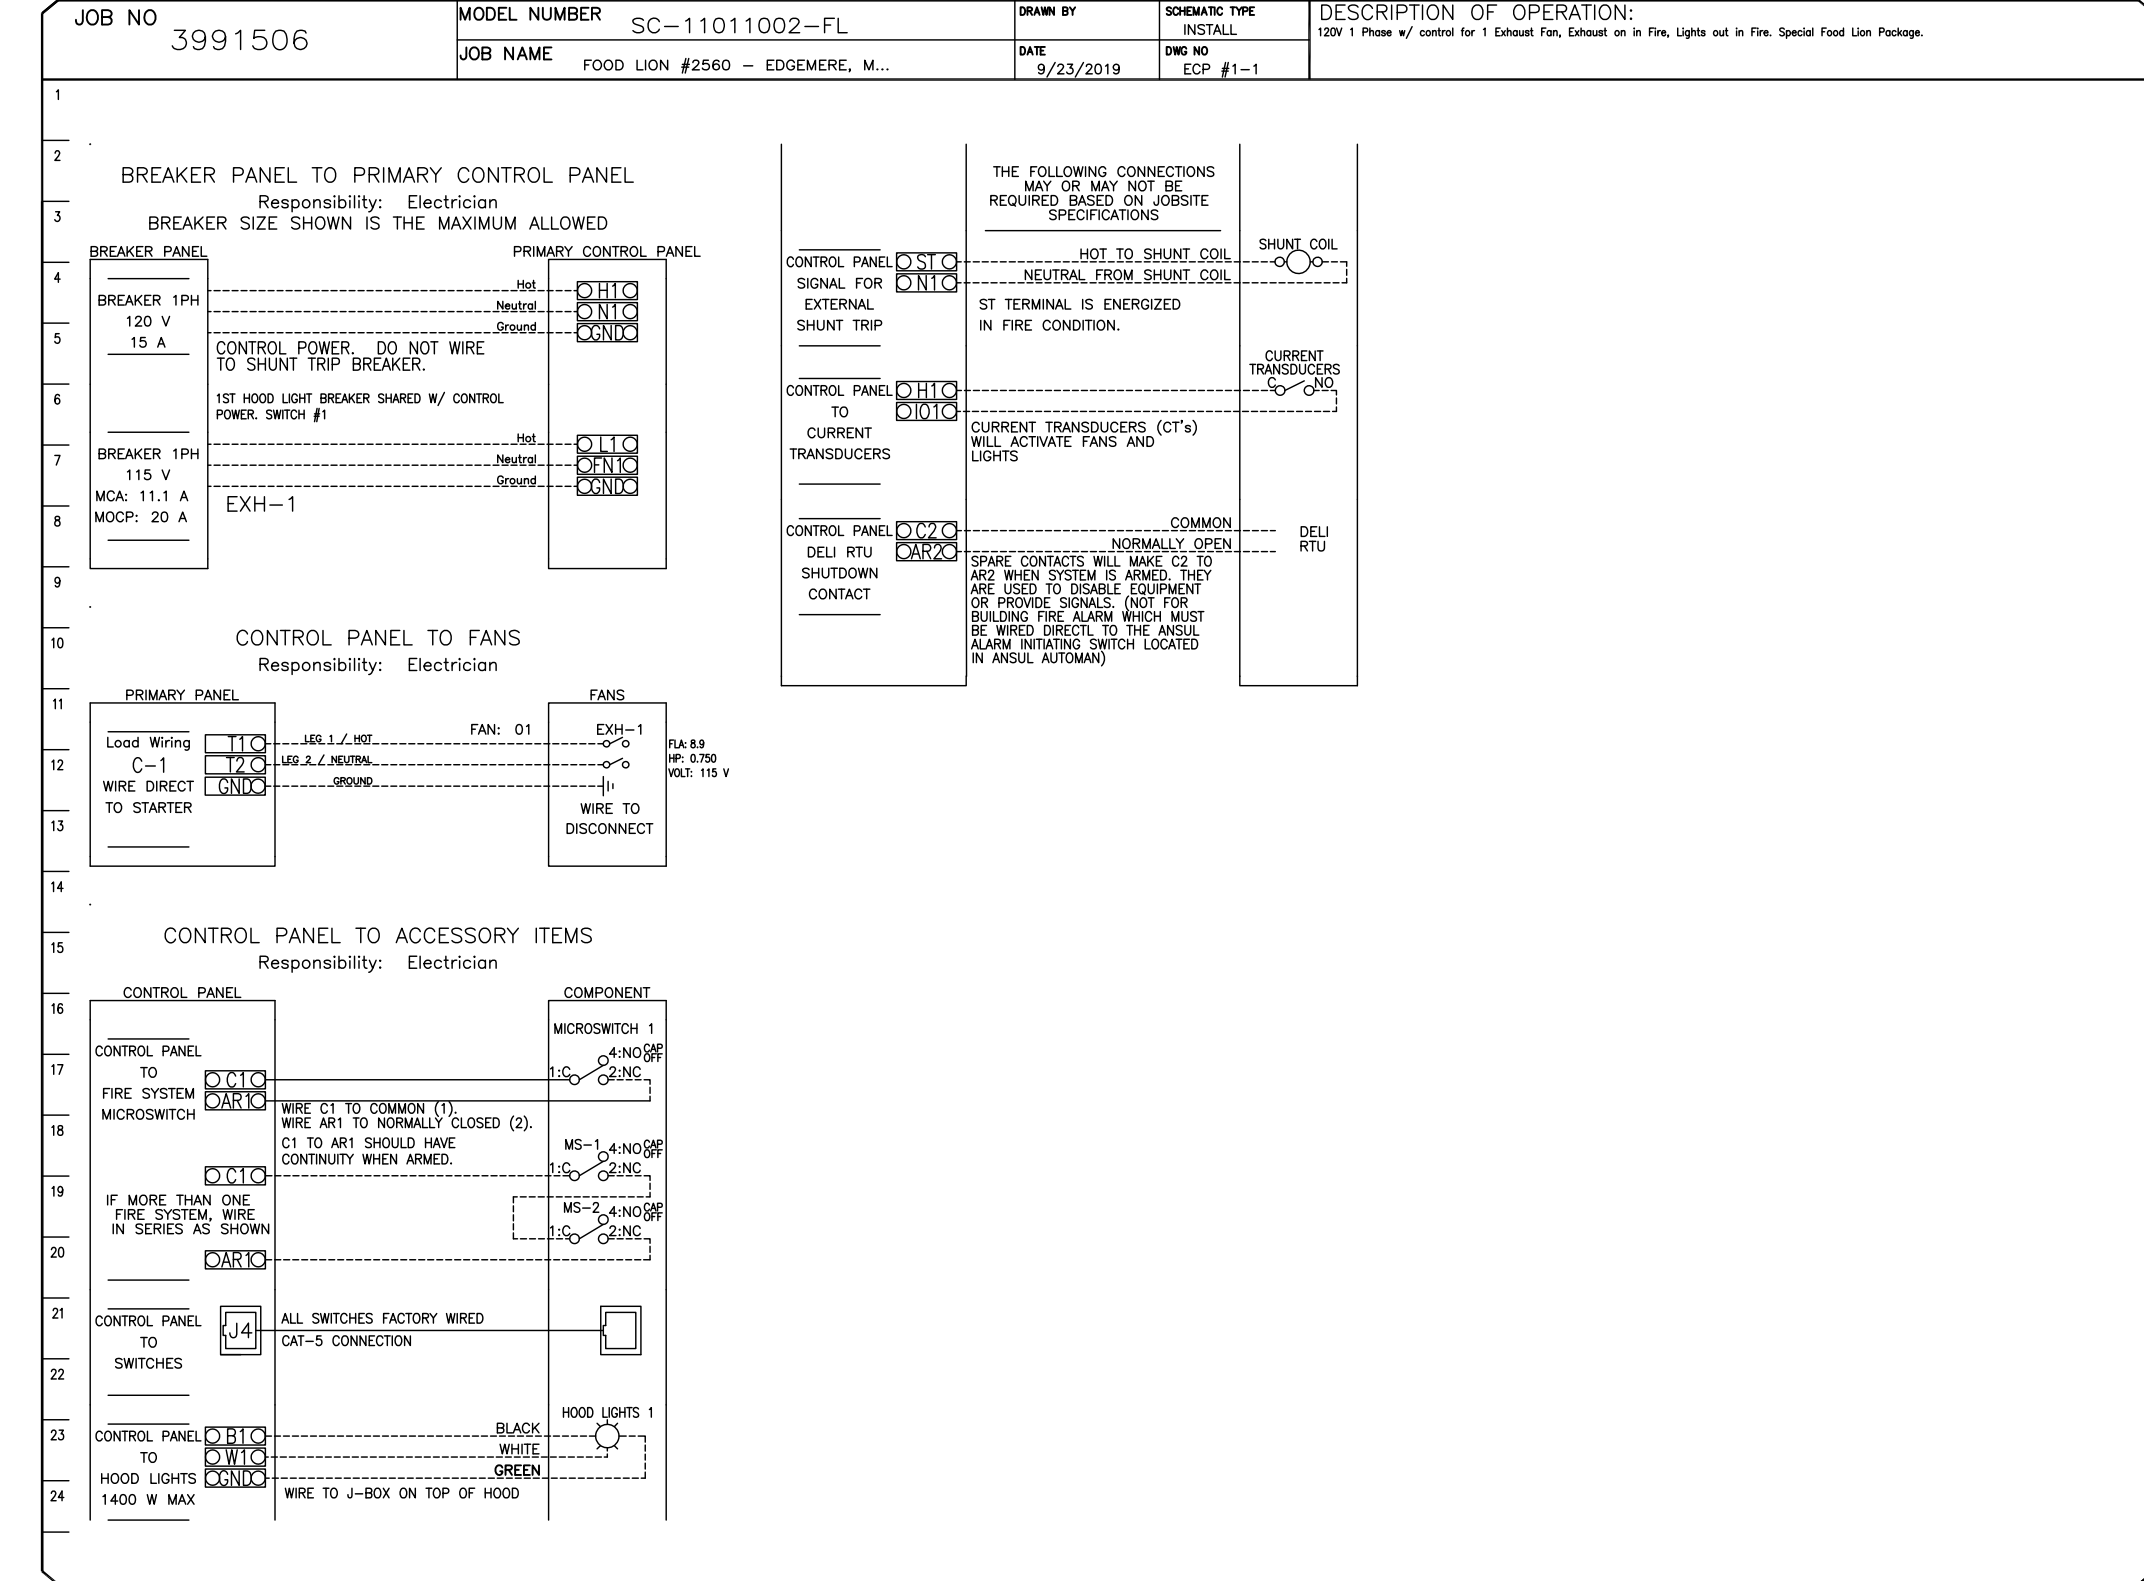 JOB NO
3991506
MODEL NUMBER
SC-11011002-FL
JOB NAME
FOOD LION #2560 - EDGEMERE, M...
DRAWN BY
DATE
9/23/2019
SCHEMATIC TYPE
INSTALL
DWG NO
ECP #1-1
DESCRIPTION OF OPERATION:
120V 1 Phase w/ control for 1 Exhaust Fan, Exhaust on in Fire, Lights out in Fire. Special Food Lion Package.
1
2
3
4
5
6
7
8
9
10
11
12
13
14
15
16
17
18
19
20
21
22
23
24
BREAKER PANEL TO PRIMARY CONTROL PANEL
Responsibility: Electrician
BREAKER SIZE SHOWN IS THE MAXIMUM ALLOWED
BREAKER PANEL
PRIMARY CONTROL PANEL
BREAKER 1PH
120 V
15 A
Hot
H1
Neutral
N1
Ground
GND
CONTROL POWER. DO NOT WIRE
TO SHUNT TRIP BREAKER.
1ST HOOD LIGHT BREAKER SHARED W/ CONTROL
POWER. SWITCH #1
BREAKER 1PH
115 V
MCA: 11.1 A
MOCP: 20 A
Hot
L1
Neutral
FN1
Ground
GND
EXH-1
CONTROL PANEL TO FANS
Responsibility: Electrician
PRIMARY PANEL
FANS
Load Wiring
C-1
WIRE DIRECT
TO STARTER
T1
T2
GND
LEG 1 / HOT
LEG 2 / NEUTRAL
GROUND
FAN: 01
EXH-1
WIRE TO
DISCONNECT
FLA: 8.9
HP: 0.750
VOLT: 115 V
CONTROL PANEL TO ACCESSORY ITEMS
Responsibility: Electrician
CONTROL PANEL
COMPONENT
CONTROL PANEL
TO
FIRE SYSTEM
MICROSWITCH
C1
AR1
MICROSWITCH 1
4:NO
CAP
OFF
1:C
2:NC
WIRE C1 TO COMMON (1).
WIRE AR1 TO NORMALLY CLOSED (2).
C1 TO AR1 SHOULD HAVE
CONTINUITY WHEN ARMED.
C1
MS-1
4:NO
CAP
OFF
1:C
2:NC
IF MORE THAN ONE
FIRE SYSTEM, WIRE
IN SERIES AS SHOWN
MS-2
4:NO
CAP
OFF
1:C
2:NC
AR1
CONTROL PANEL
TO
SWITCHES
J4
ALL SWITCHES FACTORY WIRED
CAT-5 CONNECTION
CONTROL PANEL
TO
HOOD LIGHTS
1400 W MAX
B1
W1
GND
BLACK
WHITE
GREEN
HOOD LIGHTS 1
WIRE TO J-BOX ON TOP OF HOOD
THE FOLLOWING CONNECTIONS
MAY OR MAY NOT BE
REQUIRED BASED ON JOBSITE
SPECIFICATIONS
CONTROL PANEL
SIGNAL FOR
EXTERNAL
SHUNT TRIP
ST
N1
HOT TO SHUNT COIL
NEUTRAL FROM SHUNT COIL
SHUNT COIL
ST TERMINAL IS ENERGIZED
IN FIRE CONDITION.
CONTROL PANEL
TO
CURRENT
TRANSDUCERS
H1
IO1
CURRENT
TRANSDUCERS
C
NO
CURRENT TRANSDUCERS (CT's)
WILL ACTIVATE FANS AND
LIGHTS
CONTROL PANEL
DELI RTU
SHUTDOWN
CONTACT
C2
AR2
COMMON
NORMALLY OPEN
DELI
RTU
SPARE CONTACTS WILL MAKE C2 TO
AR2 WHEN SYSTEM IS ARMED. THEY
ARE USED TO DISABLE EQUIPMENT
OR PROVIDE SIGNALS. (NOT FOR
BUILDING FIRE ALARM WHICH MUST
BE WIRED DIRECTL TO THE ANSUL
ALARM INITIATING SWITCH LOCATED
IN ANSUL AUTOMAN)